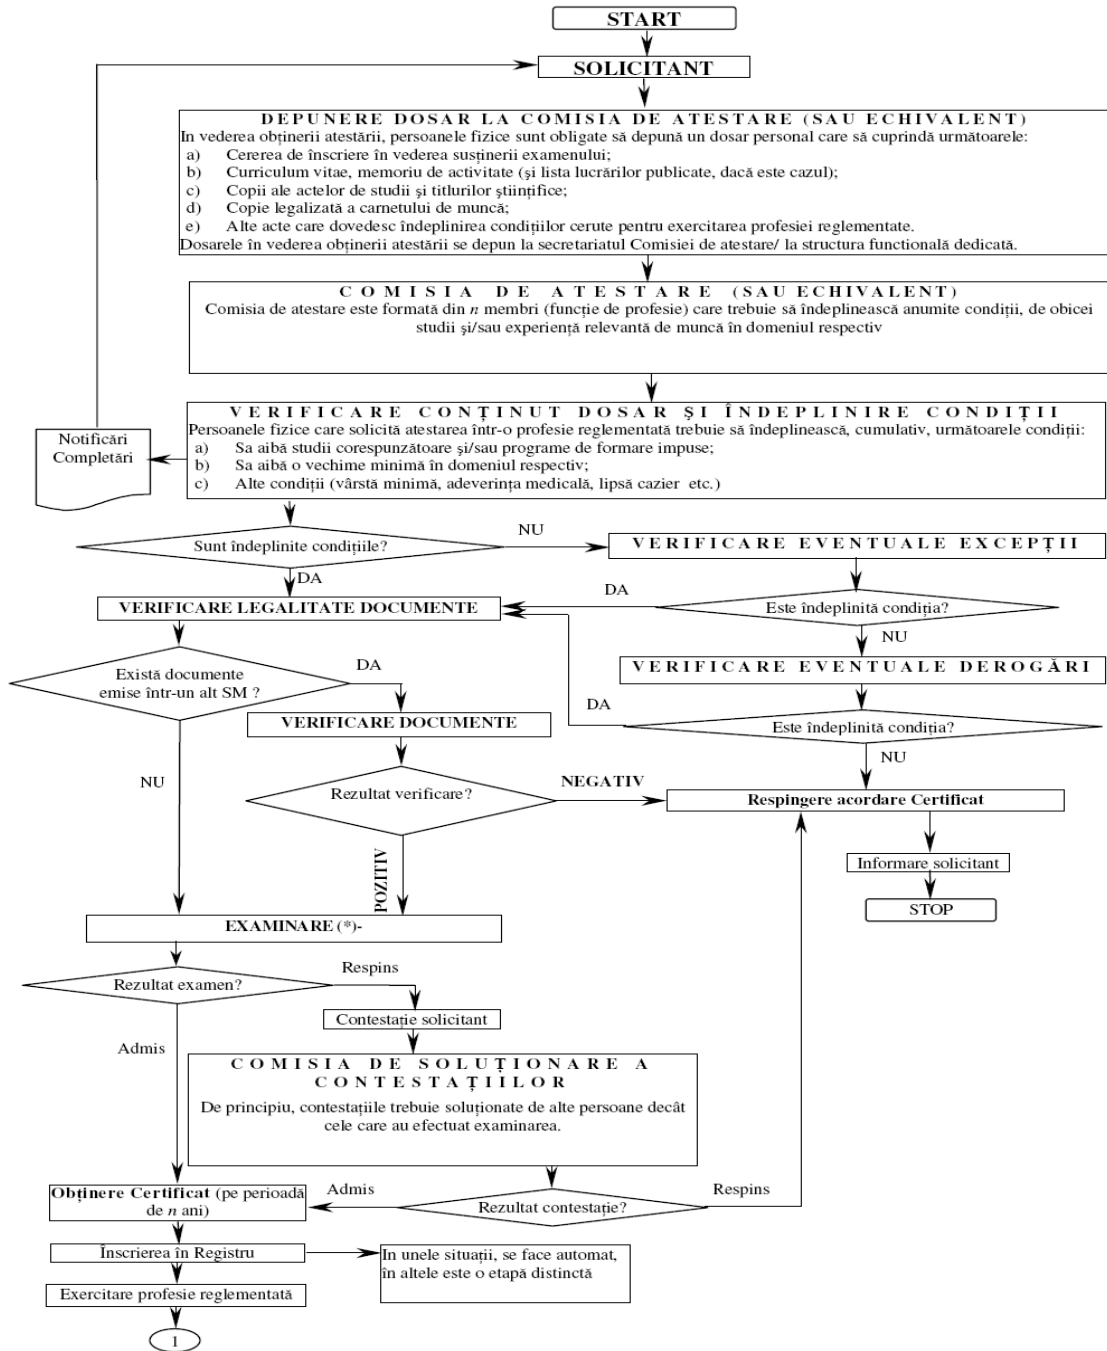 START
SOLICITANT
DEPUNERE DOSAR LA COMISIA DE ATESTARE (SAU ECHIVALENT)
In vederea obținerii atestării, persoanele fizice sunt obligate să depună un dosar personal care să cuprindă următoarele:
a) Cererea de înscriere în vederea susținerii examenului;
b) Curriculum vitae, memoriu de activitate (și lista lucrărilor publicate, dacă este cazul);
c) Copii ale actelor de studii și titlurilor științifice;
d) Copie legalizată a carnetului de muncă;
e) Alte acte care dovedesc îndeplinirea condițiilor cerute pentru exercitarea profesiei reglementate.
Dosarele în vederea obținerii atestării se depun la secretariatul Comisiei de atestare/ la structura functională dedicată.
COMISIA DE ATESTARE (SAU ECHIVALENT)
Comisia de atestare este formată din n membri (funcție de profesie) care trebuie să îndeplinească anumite condiții, de obicei
studii și/sau experiență relevantă de muncă în domeniul respectiv
VERIFICARE CONȚINUT DOSAR ȘI ÎNDEPLINIRE CONDIȚII
Persoanele fizice care solicită atestarea într-o profesie reglementată trebuie să îndeplinească, cumulativ, următoarele condiții:
a) Sa aibă studii corespunzătoare și/sau programe de formare impuse;
b) Sa aibă o vechime minimă în domeniul respectiv;
c) Alte condiții (vârstă minimă, adeverința medicală, lipsă cazier etc.)
Notificări
Completări
Sunt îndeplinite condițiile?
NU
VERIFICARE EVENTUALE EXCEPȚII
DA
VERIFICARE LEGALITATE DOCUMENTE
DA
Este îndeplinită condiția?
NU
VERIFICARE EVENTUALE DEROGĂRI
Există documente
emise într-un alt SM ?
DA
VERIFICARE DOCUMENTE
DA
Este îndeplinită condiția?
NU
NU
Rezultat verificare?
NEGATIV
Respingere acordare Certificat
POZITIV
Informare solicitant
STOP
EXAMINARE (*)-
Rezultat examen?
Respins
Contestație solicitant
Admis
COMISIA DE SOLUȚIONARE A
CONTESTAȚIILOR
De principiu, contestațiile trebuie soluționate de alte persoane decât
cele care au efectuat examinarea.
Obținere Certificat (pe perioadă
de n ani)
Admis
Rezultat contestație?
Respins
Înscrierea în Registru
In unele situații, se face automat,
în altele este o etapă distinctă
Exercitare profesie reglementată
1